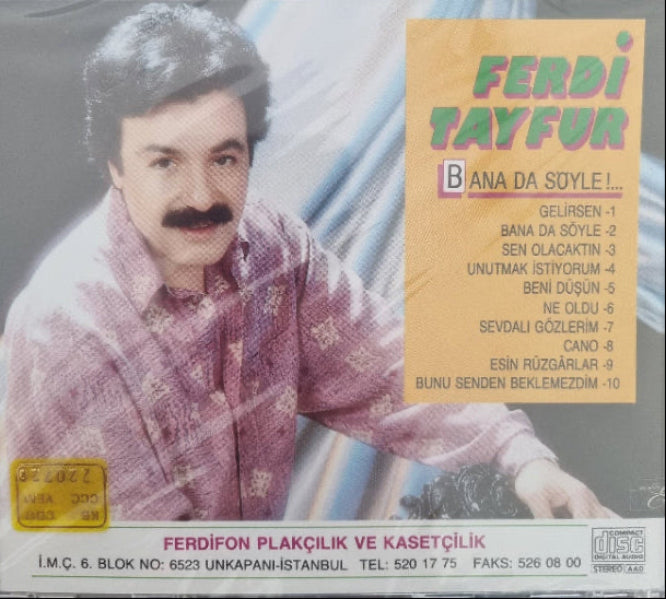 FERDİ
TAYFUR
BANA DA SÖYLE!...
GELİRSEN -1
BANA DA SÖYLE -2
SEN OLACAKTIN -3
UNUTMAK İSTİYORUM -4
BENİ DÜŞÜN -5
NE OLDU -6
SEVDALI GÖZLERİM -7
CANO -8
ESİN RÜZGÂRLAR -9
BUNU SENDEN BEKLEMEZDİM -10
FERDİFON PLAKÇILIK VE KASETÇİLİK
İ.M.Ç. 6. BLOK NO: 6523 UNKAPANI-İSTANBUL TEL: 520 17 75 FAKS: 526 08 00
COMPACT
disc
DIGITAL AUDIO
STEREO AAD